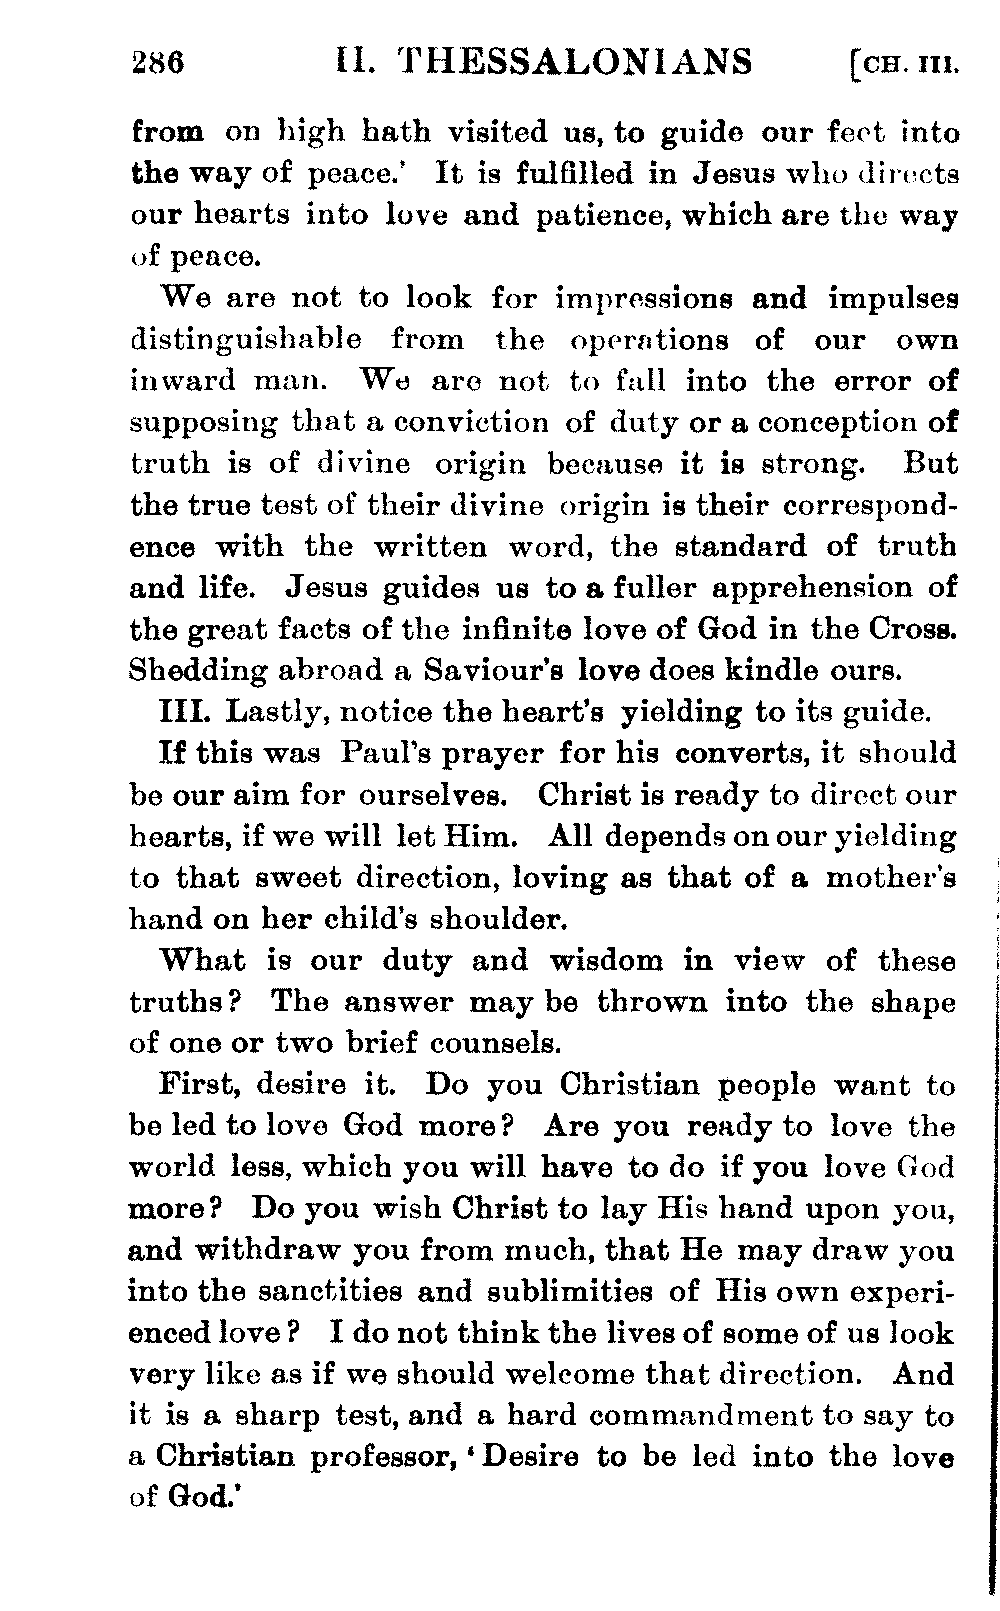 286 II. THESSALONIANS [CH. III.
from on high hath visited us, to guide our feet into
the way of peace.' It is fulfilled in Jesus who directs
our hearts into love and patience, which are the way
of peace.
We are not to look for impressions and impulses
distinguishable from the operations of our own
inward man. We are not to fall into the error of
supposing that a conviction of duty or a conception of
truth is of divine origin because it is strong. But
the true test of their divine origin is their correspond-
ence with the written word, the standard of truth
and life. Jesus guides us to a fuller apprehension of
the great facts of the infinite love of God in the Cross.
Shedding abroad a Saviour's love does kindle ours.
III. Lastly, notice the heart's yielding to its guide.
If this was Paul's prayer for his converts, it should
be our aim for ourselves. Christ is ready to direct our
hearts, if we will let Him. All depends on our yielding
to that sweet direction, loving as that of a mother's
hand on her child's shoulder.
What is our duty and wisdom in view of these
truths? The answer may be thrown into the shape
of one or two brief counsels.
First, desire it. Do you Christian people want to
be led to love God more? Are you ready to love the
world less, which you will have to do if you love God
more? Do you wish Christ to lay His hand upon you,
and withdraw you from much, that He may draw you
into the sanctities and sublimities of His own experi-
enced love? I do not think the lives of some of us look
very like as if we should welcome that direction. And
it is a sharp test, and a hard commandment to say to
a Christian professor, 'Desire to be led into the love
of God.'